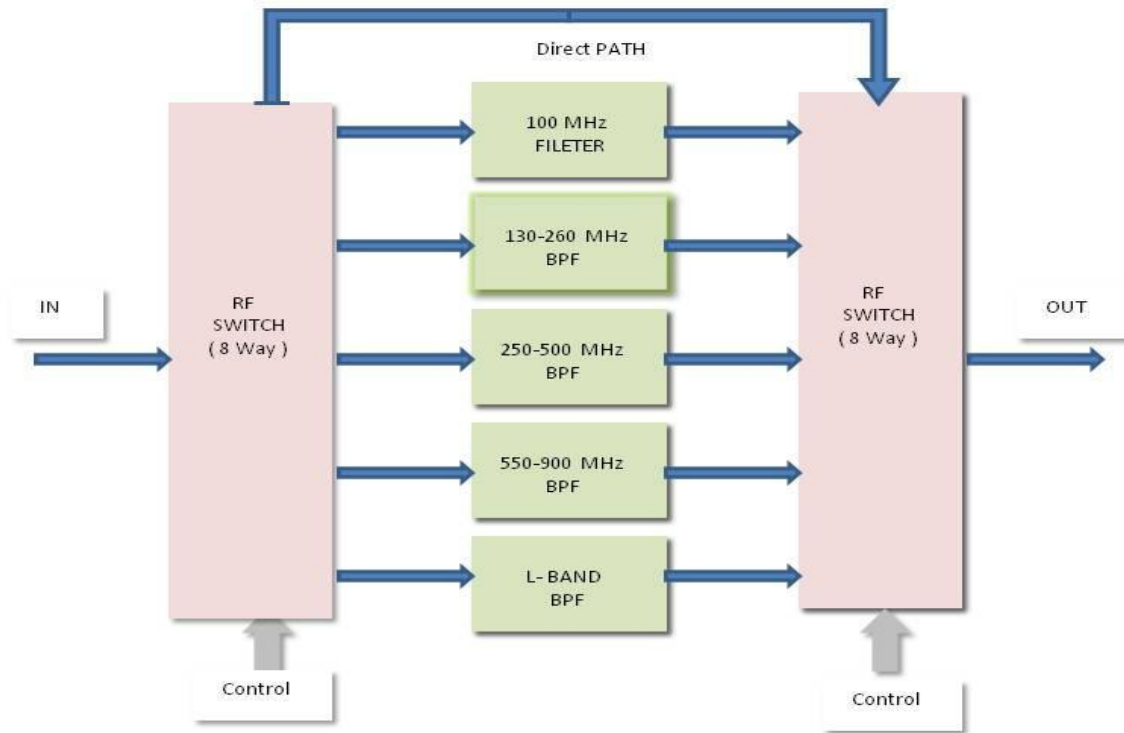 Direct PATH
100 MHz
FILETER
130-260 MHz
BPF
IN
RF
SWITCH
( 8 Way )
250-500 MHz
BPF
RF
SWITCH
( 8 Way )
OUT
550-900 MHz
BPF
L- BAND
BPF
Control
Control